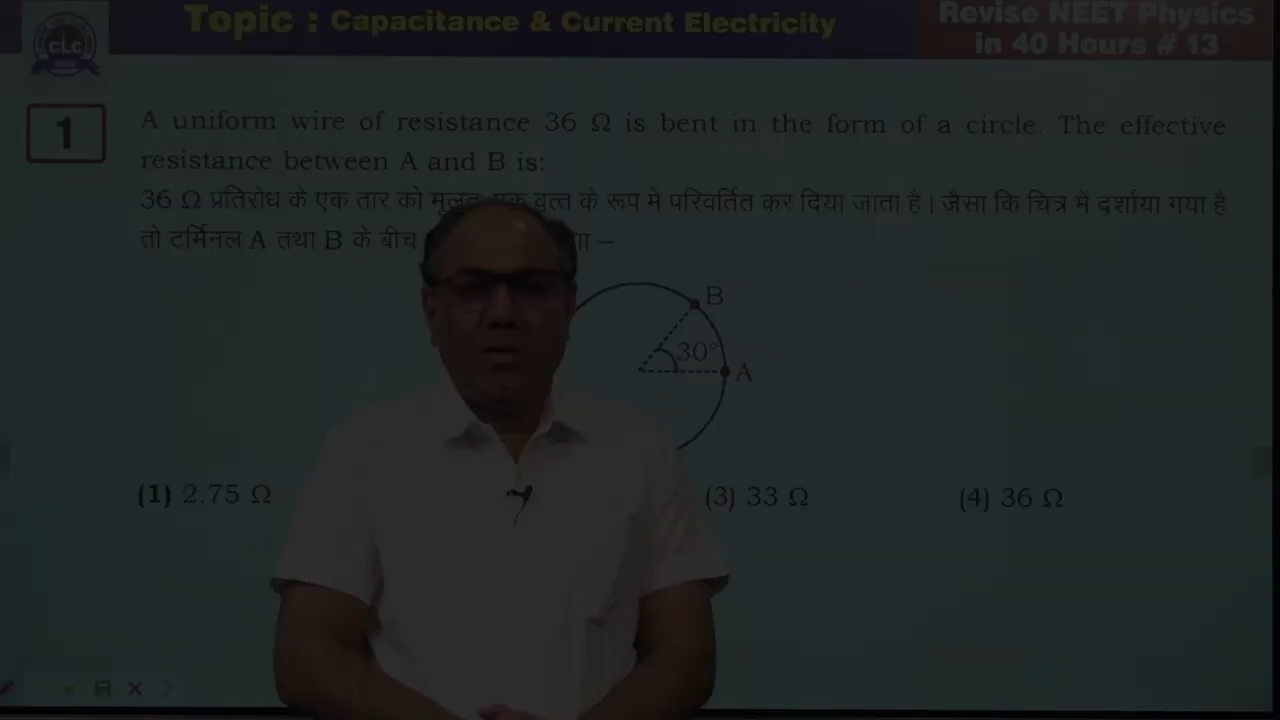 Topic : Capacitance & Current Electricity
Revise NEET Physics
in 40 Hours # 13
CLC
1
A uniform wire of resistance 36 Ω is bent in the form of a circle. The effective
resistance between A and B is:
36 Ω प्रतिरोध के एक तार को एक वृत्त के रूप में परिवर्तित कर दिया जाता है। जैसा कि चित्र में दर्शाया गया है
तो टर्मिनल A तथा B के बीच –
B
30°
A
(1) 2.75 Ω
(3) 33 Ω
(4) 36 Ω